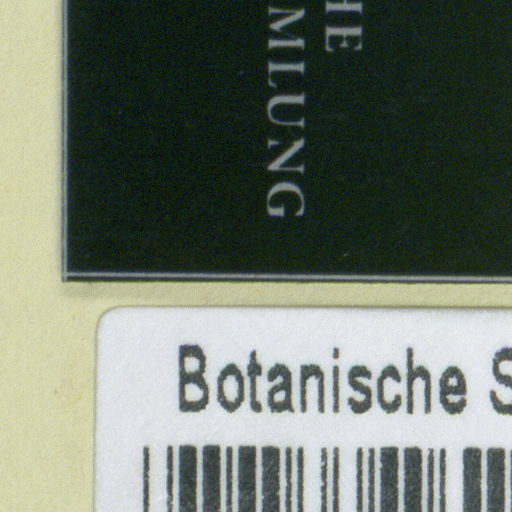 HE
MLUNG
Botanische S